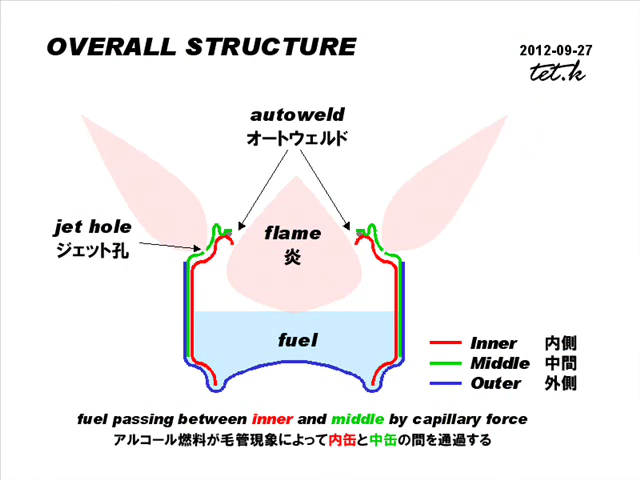 OVERALL STRUCTURE
2012-09-27
tet.k
autoweld
オートウェルド
jet hole
ジェット孔
flame
炎
fuel
Inner 内側
Middle 中間
Outer 外側
fuel passing between inner and middle by capillary force
アルコール燃料が毛管現象によって内缶と中缶の間を通過する